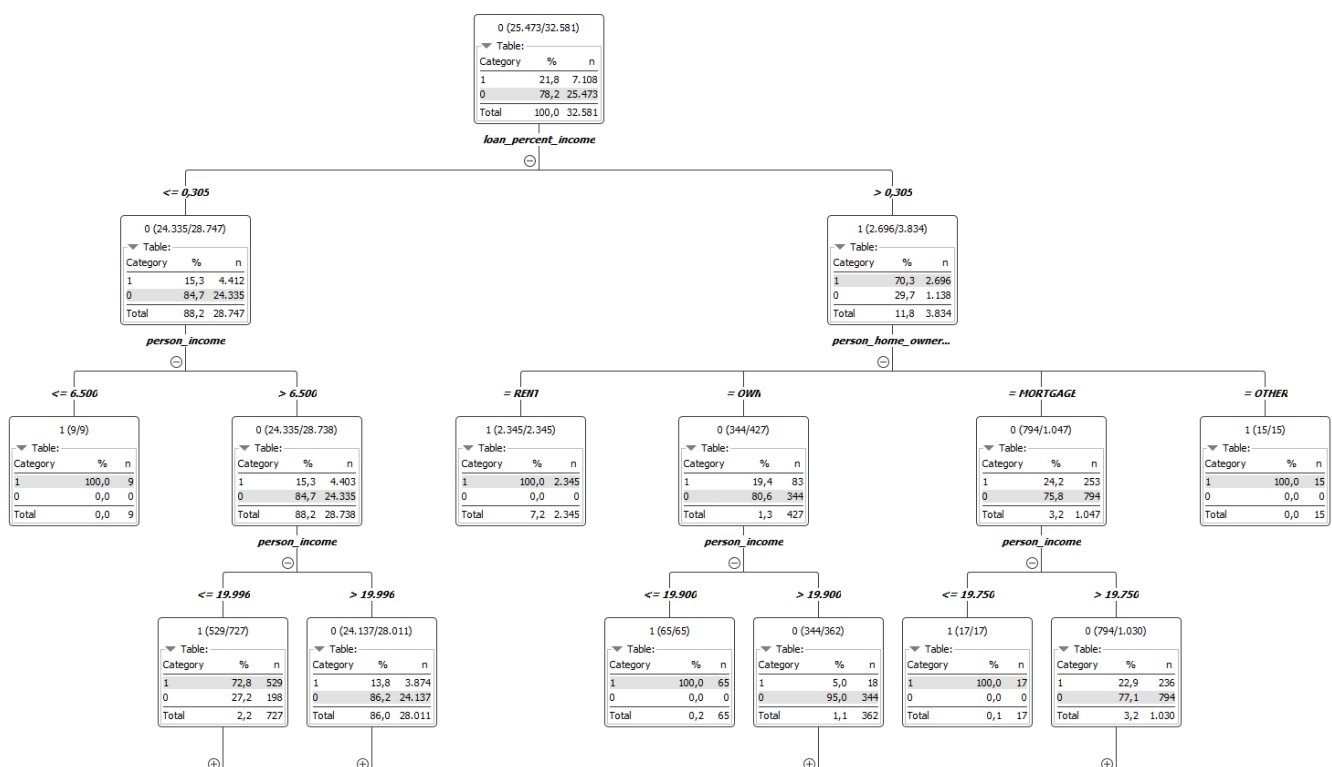 0 (25.473/32.581)
Table:
Category % n
1 21,8 7.108
0 78,2 25.473
Total 100,0 32.581
loan_percent_income
<= 0,305
> 0,305
0 (24.335/28.747)
Table:
Category % n
1 15,3 4.412
0 84,7 24.335
Total 88,2 28.747
person_income
1 (2.696/3.834)
Table:
Category % n
1 70,3 2.696
0 29,7 1.138
Total 11,8 3.834
person_home_owner...
<= 6.500
> 6.500
= RENT
= OWN
= MORTGAGE
= OTHER
1 (9/9)
Table:
Category % n
1 100,0 9
0 0,0 0
Total 0,0 9
0 (24.335/28.738)
Table:
Category % n
1 15,3 4.403
0 84,7 24.335
Total 88,2 28.738
person_income
1 (2.345/2.345)
Table:
Category % n
1 100,0 2.345
0 0,0 0
Total 7,2 2.345
0 (344/427)
Table:
Category % n
1 19,4 83
0 80,6 344
Total 1,3 427
person_income
0 (794/1.047)
Table:
Category % n
1 24,2 253
0 75,8 794
Total 3,2 1.047
person_income
1 (15/15)
Table:
Category % n
1 100,0 15
0 0,0 0
Total 0,0 15
<= 19.996
> 19.996
<= 19.900
> 19.900
<= 19.750
> 19.750
1 (529/727)
Table:
Category % n
1 72,8 529
0 27,2 198
Total 2,2 727
0 (24.137/28.011)
Table:
Category % n
1 13,8 3.874
0 86,2 24.137
Total 86,0 28.011
1 (65/65)
Table:
Category % n
1 100,0 65
0 0,0 0
Total 0,2 65
0 (344/362)
Table:
Category % n
1 5,0 18
0 95,0 344
Total 1,1 362
1 (17/17)
Table:
Category % n
1 100,0 17
0 0,0 0
Total 0,1 17
0 (794/1.030)
Table:
Category % n
1 22,9 236
0 77,1 794
Total 3,2 1.030